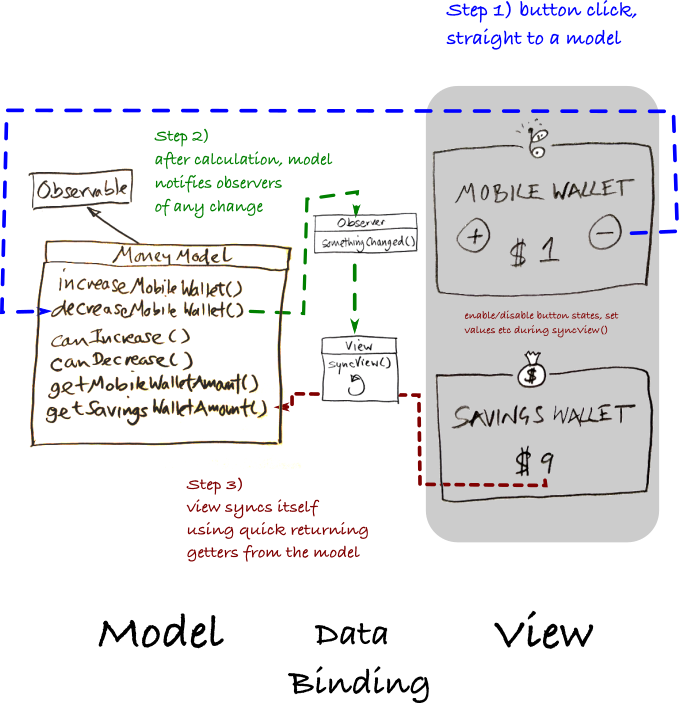 Step 1) button click,
straight to a model
Step 2)
after calculation, model
notifies observers
of any change
Observable
MoneyModel
increaseMobileWallet()
decreaseMobileWallet()
canIncrease()
canDecrease()
getMobileWalletAmount()
getSavingsWalletAmount()
Observer
somethingChanged()
View
syncView()
MOBILE WALLET
+
−
$ 1
enable/disable button states, set
values etc during syncview()
$
SAVINGS WALLET
$ 9
Step 3)
view syncs itself
using quick returning
getters from the model
Model
Data
Binding
View